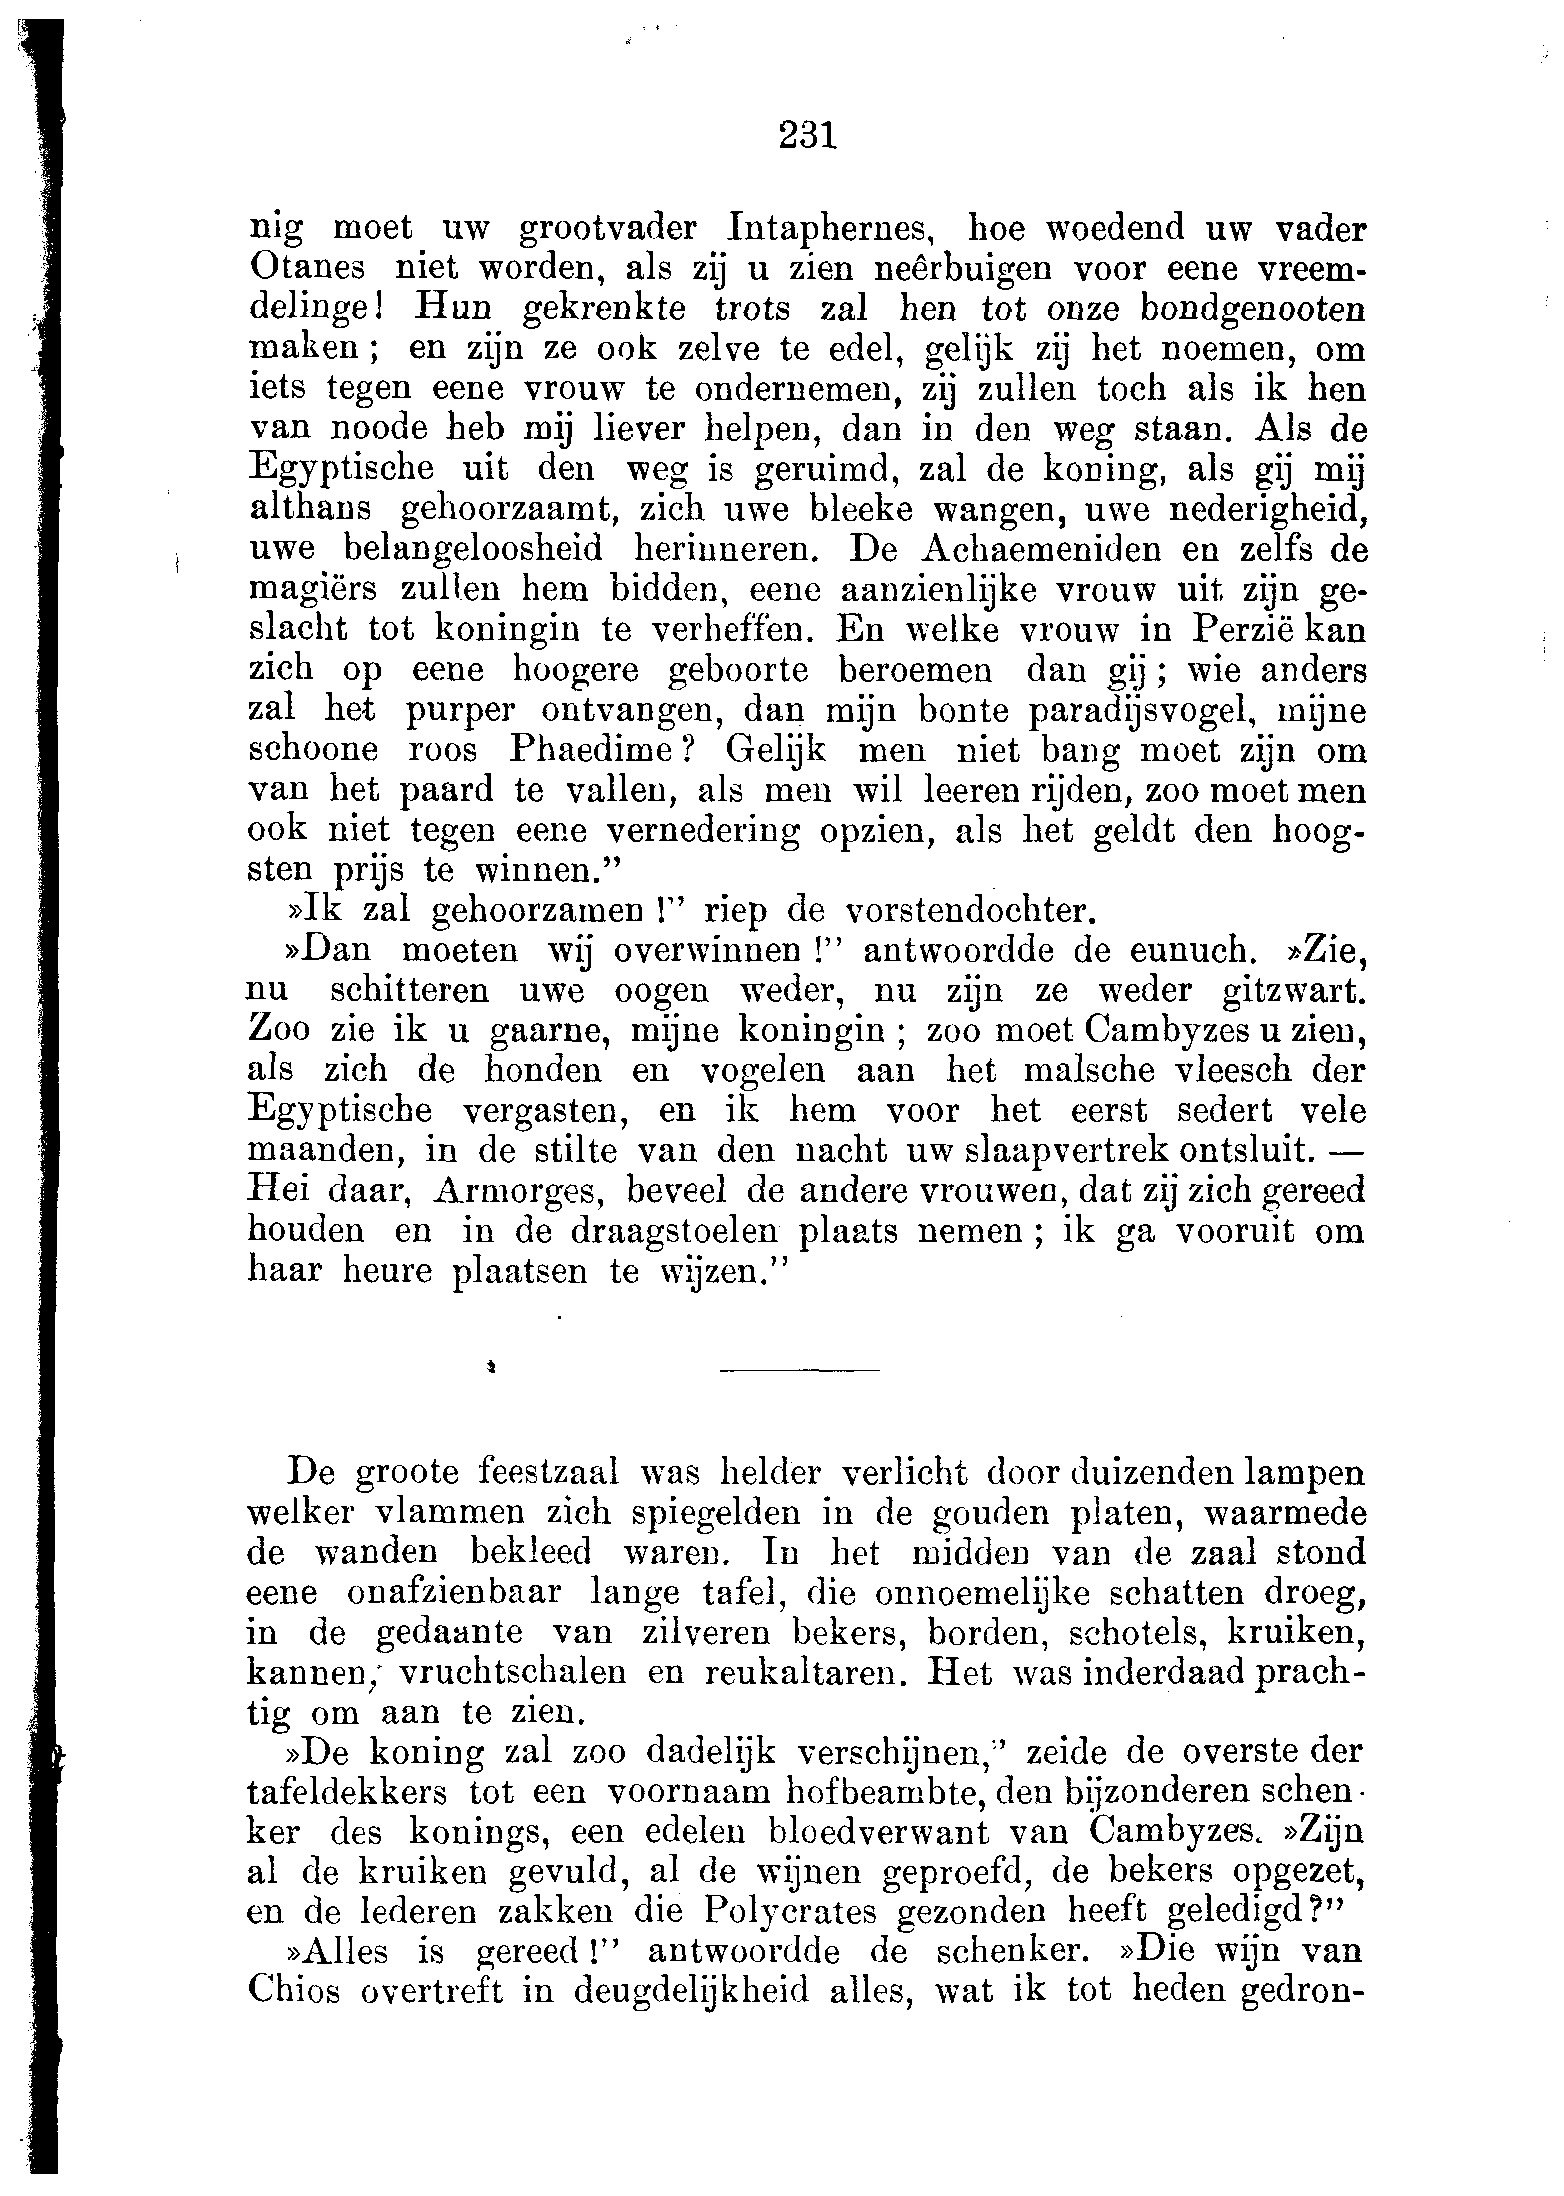 231
nig moet uw grootvader Intaphernes, hoe woedend uw vader
Otanes niet worden, als zij u zien neêrbuigen voor eene vreem-
delinge! Hun gekrenkte trots zal hen tot onze bondgenooten
maken; en zijn ze ook zelve te edel, gelijk zij het noemen, om
iets tegen eene vrouw te ondernemen, zij zullen toch als ik hen
van noode heb mij liever helpen, dan in den weg staan. Als de
Egyptische uit den weg is geruimd, zal de koning, als gij mij
althans gehoorzaamt, zich uwe bleeke wangen, uwe nederigheid,
uwe belangeloosheid herinneren. De Achaemeniden en zelfs de
magiërs zullen hem bidden, eene aanzienlijke vrouw uit zijn ge-
slacht tot koningin te verheffen. En welke vrouw in Perzië kan
zich op eene hoogere geboorte beroemen dan gij; wie anders
zal het purper ontvangen, dan mijn bonte paradijsvogel, mijne
schoone roos Phaedime? Gelijk men niet bang moet zijn om
van het paard te vallen, als men wil leeren rijden, zoo moet men
ook niet tegen eene vernedering opzien, als het geldt den hoog-
sten prijs te winnen.”
»Ik zal gehoorzamen!” riep de vorstendochter.
»Dan moeten wij overwinnen!” antwoordde de eunuch. »Zie,
nu schitteren uwe oogen weder, nu zijn ze weder gitzwart.
Zoo zie ik u gaarne, mijne koningin; zoo moet Cambyzes u zien,
als zich de honden en vogelen aan het malsche vleesch der
Egyptische vergasten, en ik hem voor het eerst sedert vele
maanden, in de stilte van den nacht uw slaapvertrek ontsluit. —
Hei daar, Armorges, beveel de andere vrouwen, dat zij zich gereed
houden en in de draagstoelen plaats nemen; ik ga vooruit om
haar heure plaatsen te wijzen.”
De groote feestzaal was helder verlicht door duizenden lampen
welker vlammen zich spiegelden in de gouden platen, waarmede
de wanden bekleed waren. In het midden van de zaal stond
eene onafzienbaar lange tafel, die onnoemelijke schatten droeg,
in de gedaante van zilveren bekers, borden, schotels, kruiken,
kannen, vruchtschalen en reukaltaren. Het was inderdaad prach-
tig om aan te zien.
»De koning zal zoo dadelijk verschijnen,” zeide de overste der
tafeldekkers tot een voornaam hofbeambte, den bijzonderen schen-
ker des konings, een edelen bloedverwant van Cambyzes. »Zijn
al de kruiken gevuld, al de wijnen geproefd, de bekers opgezet,
en de lederen zakken die Polycrates gezonden heeft geledigd?”
»Alles is gereed!” antwoordde de schenker. »Die wijn van
Chios overtreft in deugdelijkheid alles, wat ik tot heden gedron-